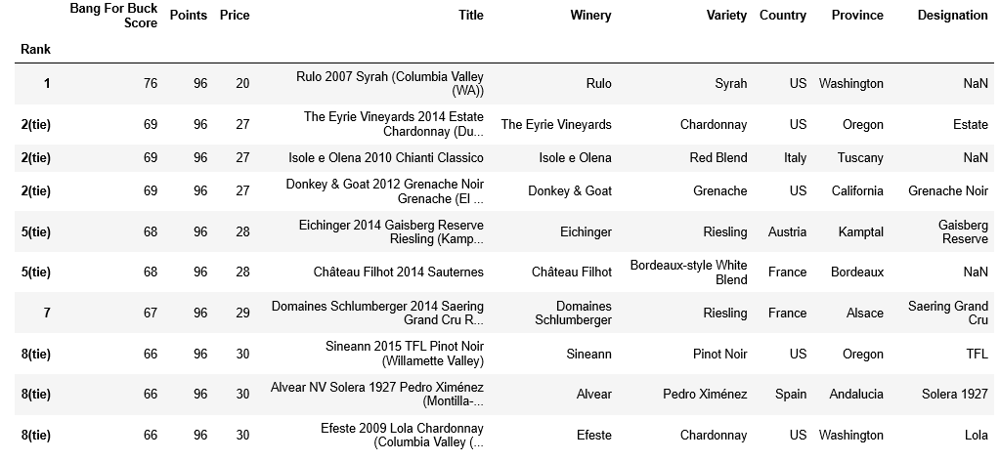 Bang For Buck Score Points Price Title Winery Variety Country Province Designation
Rank
1 76 96 20 Rulo 2007 Syrah (Columbia Valley (WA)) Rulo Syrah US Washington NaN
2(tie) 69 96 27 The Eyrie Vineyards 2014 Estate Chardonnay (Du... The Eyrie Vineyards Chardonnay US Oregon Estate
2(tie) 69 96 27 Isole e Olena 2010 Chianti Classico Isole e Olena Red Blend Italy Tuscany NaN
2(tie) 69 96 27 Donkey & Goat 2012 Grenache Noir Grenache (El ... Donkey & Goat Grenache US California Grenache Noir
5(tie) 68 96 28 Eichinger 2014 Gaisberg Reserve Riesling (Kamp... Eichinger Riesling Austria Kamptal Gaisberg Reserve
5(tie) 68 96 28 Château Filhot 2014 Sauternes Château Filhot Bordeaux-style White Blend France Bordeaux NaN
7 67 96 29 Domaines Schlumberger 2014 Saering Grand Cru R... Domaines Schlumberger Riesling France Alsace Saering Grand Cru
8(tie) 66 96 30 Sineann 2015 TFL Pinot Noir (Willamette Valley) Sineann Pinot Noir US Oregon TFL
8(tie) 66 96 30 Alvear NV Solera 1927 Pedro Ximénez (Montilla-... Alvear Pedro Ximénez Spain Andalucia Solera 1927
8(tie) 66 96 30 Efeste 2009 Lola Chardonnay (Columbia Valley (... Efeste Chardonnay US Washington Lola